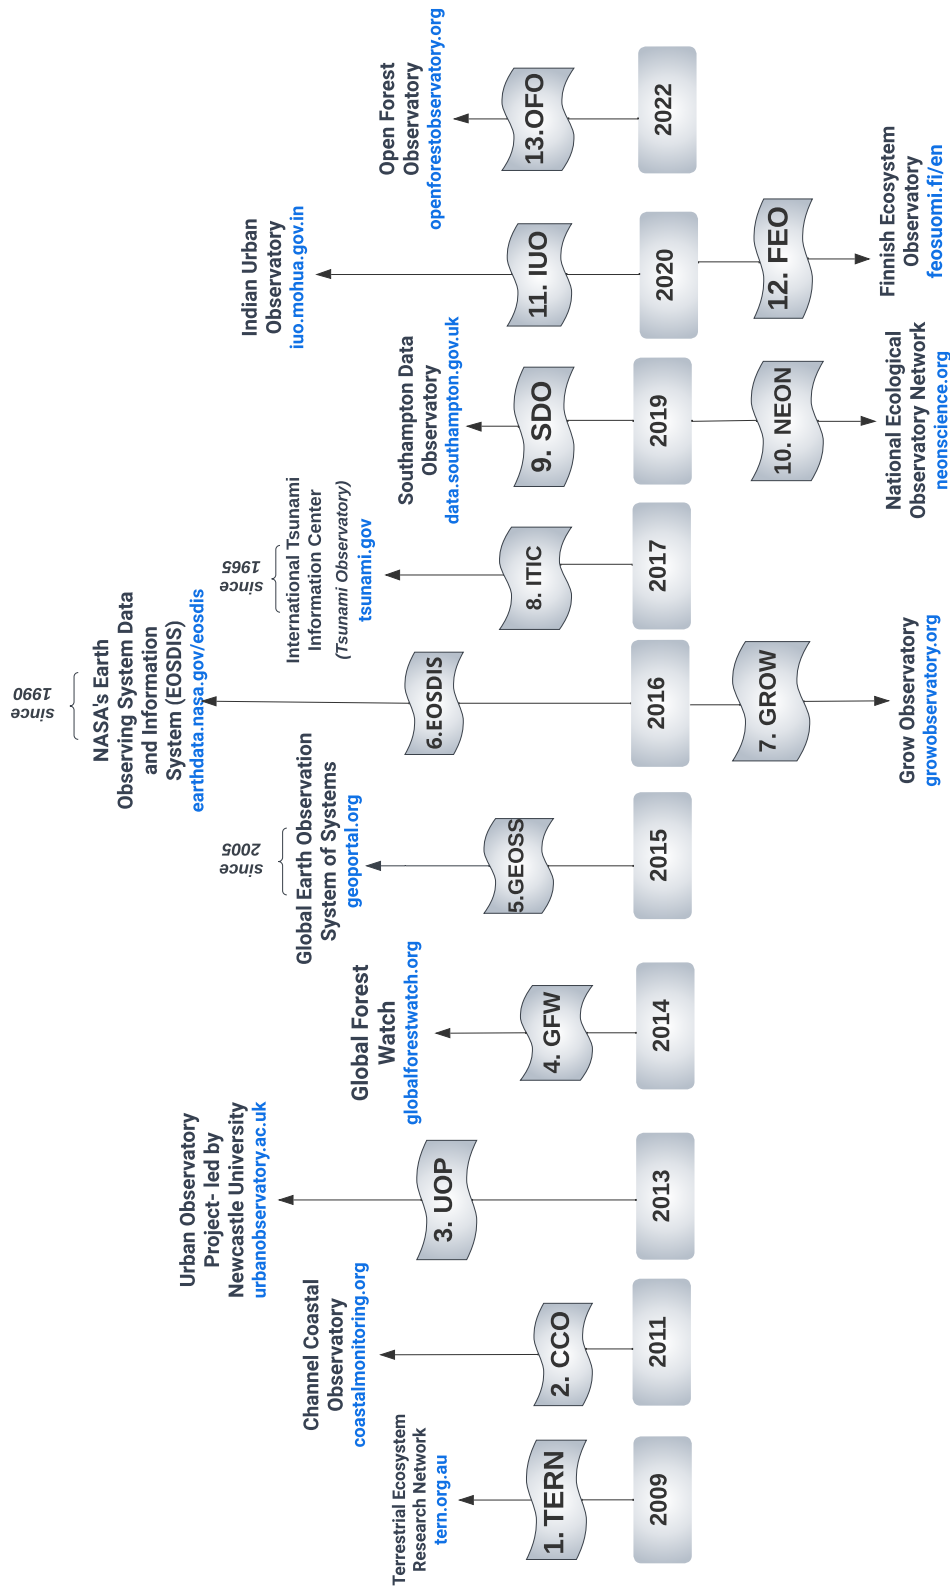 Terrestrial Ecosystem
Research Network
tern.org.au
1. TERN
2009
Channel Coastal
Observatory
coastalmonitoring.org
2. CCO
2011
Urban Observatory
Project- led by
Newcastle University
urbanobservatory.ac.uk
3. UOP
2013
Global Forest
Watch
globalforestwatch.org
4. GFW
2014
since
2005
Global Earth Observation
System of Systems
geoportal.org
5.GEOSS
2015
since
1990
NASA's Earth
Observing System Data
and Information
System (EOSDIS)
earthdata.nasa.gov/eosdis
6.EOSDIS
2016
7. GROW
Grow Observatory
growobservatory.org
since
1965
International Tsunami
Information Center
(Tsunami Observatory)
tsunami.gov
8. ITIC
2017
Southampton Data
Observatory
data.southampton.gov.uk
9. SDO
2019
10. NEON
National Ecological
Observatory Network
neonscience.org
Indian Urban
Observatory
iuo.mohua.gov.in
11. IUO
2020
12. FEO
Finnish Ecosystem
Observatory
feosuomi.fi/en
Open Forest
Observatory
openforestobservatory.org
13.OFO
2022